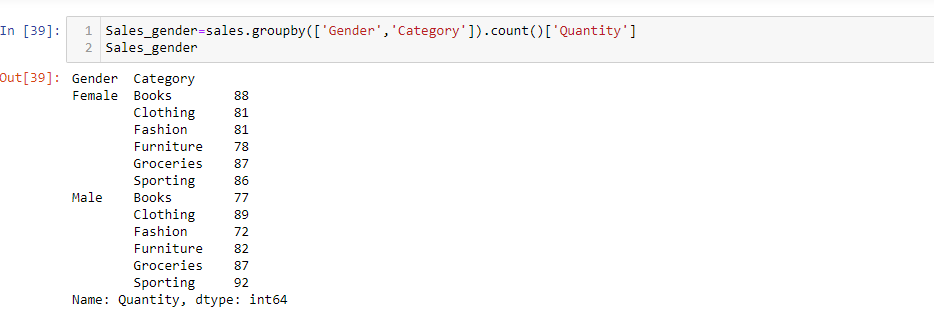 In [39]: 1 Sales_gender=sales.groupby(['Gender','Category']).count()['Quantity']
2 Sales_gender
Out[39]: Gender Category
Female Books 88
Clothing 81
Fashion 81
Furniture 78
Groceries 87
Sporting 86
Male Books 77
Clothing 89
Fashion 72
Furniture 82
Groceries 87
Sporting 92
Name: Quantity, dtype: int64